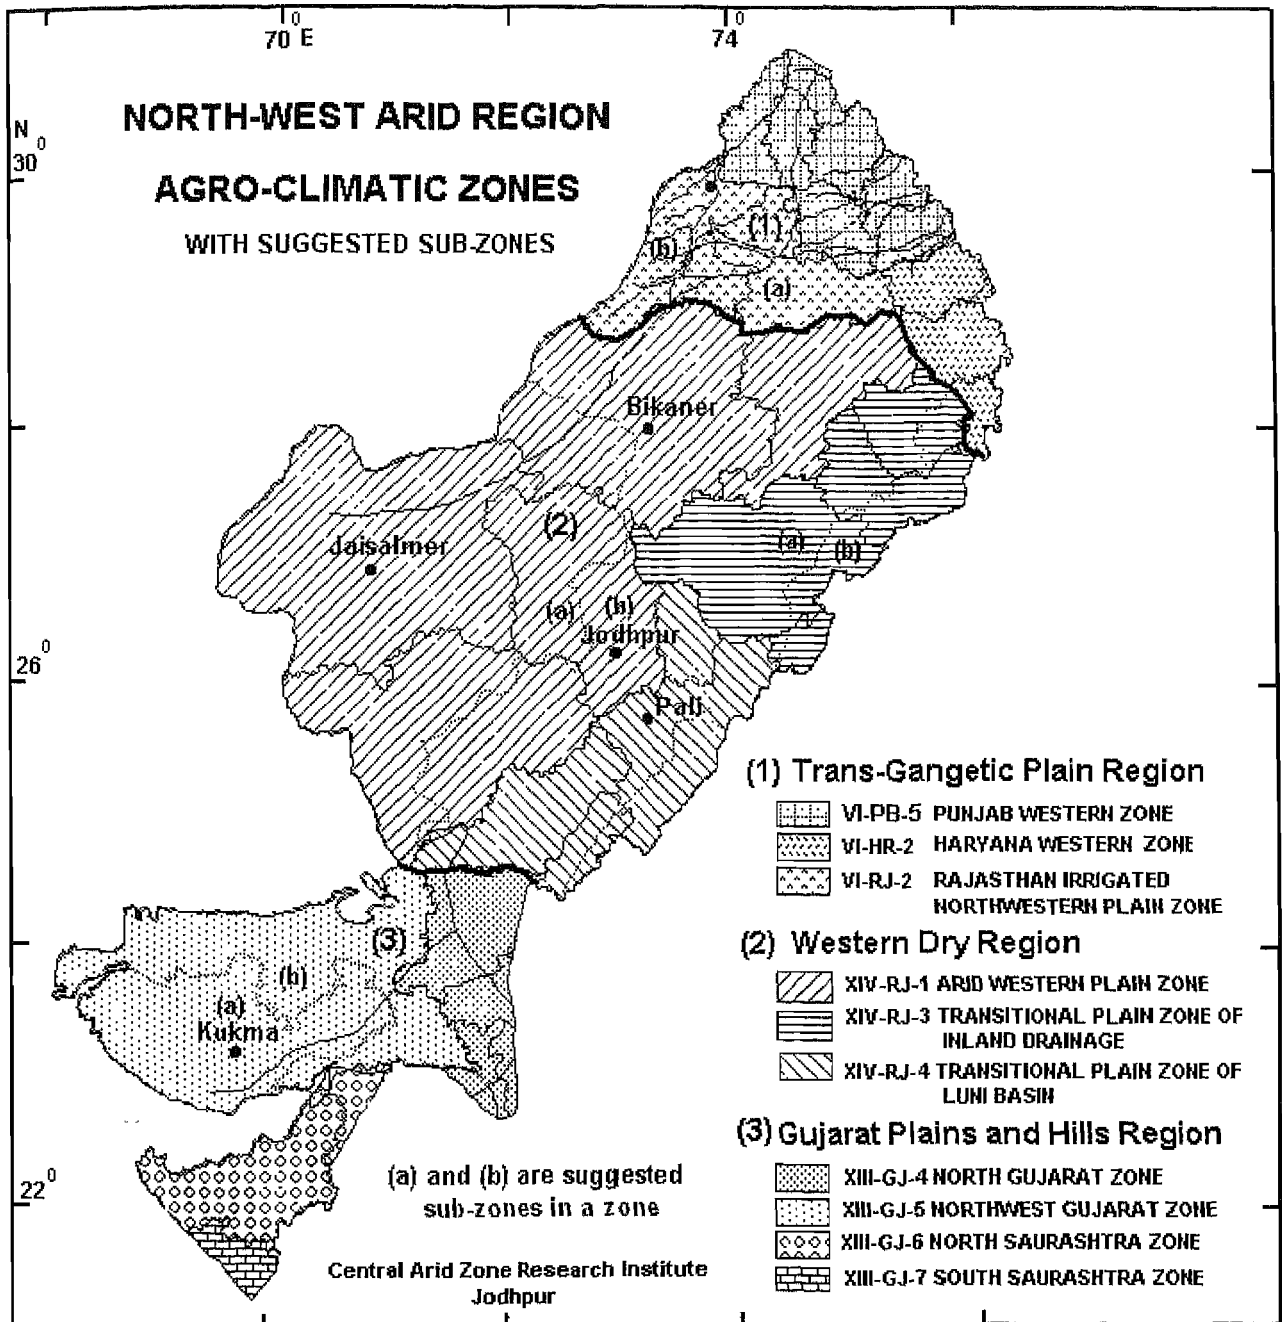 70° E
74°
NORTH-WEST ARID REGION
AGRO-CLIMATIC ZONES
WITH SUGGESTED SUB-ZONES
N
30°
(1)
(b)
(a)
Bikaner
(2)
Jaisalmer
(a)
(b)
(a)
(b)
Jodhpur
26°
Pali
(1) Trans-Gangetic Plain Region
VI-PB-5 PUNJAB WESTERN ZONE
VI-HR-2 HARYANA WESTERN ZONE
VI-RJ-2 RAJASTHAN IRRIGATED
NORTHWESTERN PLAIN ZONE
(2) Western Dry Region
XIV-RJ-1 ARID WESTERN PLAIN ZONE
XIV-RJ-3 TRANSITIONAL PLAIN ZONE OF
INLAND DRAINAGE
XIV-RJ-4 TRANSITIONAL PLAIN ZONE OF
LUNI BASIN
(3) Gujarat Plains and Hills Region
XIII-GJ-4 NORTH GUJARAT ZONE
XIII-GJ-5 NORTHWEST GUJARAT ZONE
XIII-GJ-6 NORTH SAURASHTRA ZONE
XIII-GJ-7 SOUTH SAURASHTRA ZONE
(3)
(b)
(a)
Kukma
22°
(a) and (b) are suggested
sub-zones in a zone
Central Arid Zone Research Institute
Jodhpur